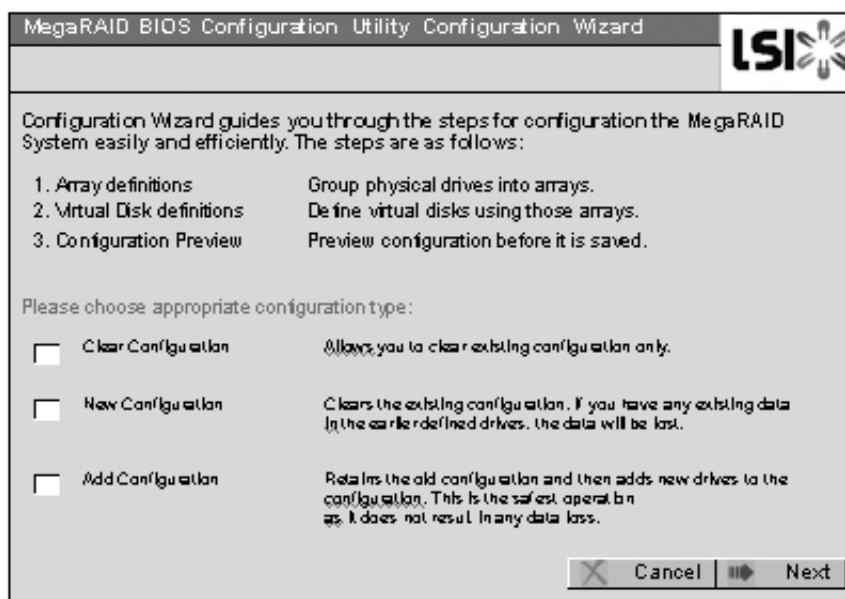 MegaRAID BIOS Configuration Utility Configuration Wizard
LSI
Configuration Wizard guides you through the steps for configuration the MegaRAID
System easily and efficiently. The steps are as follows:
1. Array definitions Group physical drives into arrays.
2. Virtual Disk definitions Define virtual disks using those arrays.
3. Configuration Preview Preview configuration before it is saved.
Please choose appropriate configuration type:
Clear Configuration Allows you to clear existing configuration only.
New Configuration Clears the existing configuration. If you have any existing data
in the earlier defined drives, the data will be lost.
Add Configuration Retains the old configuration and then adds new drives to the
configuration. This is the safest operation
as it does not result in any data loss.
Cancel Next